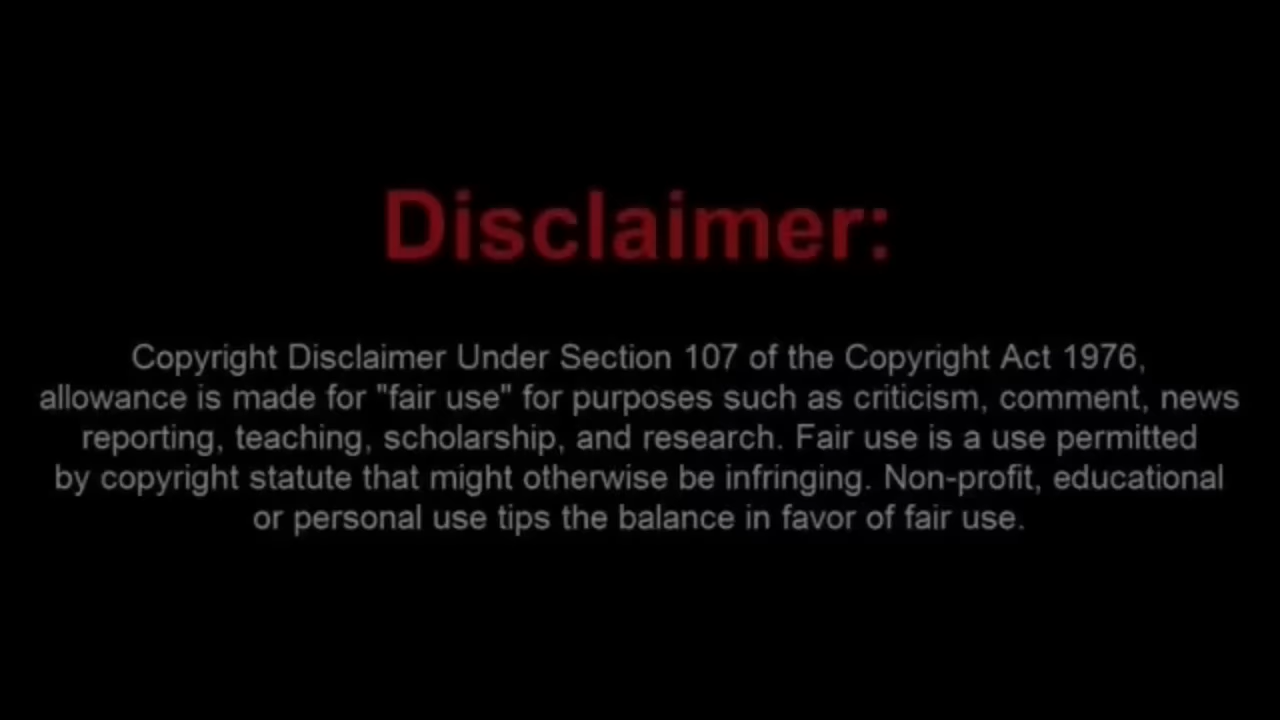 Disclaimer:
Copyright Disclaimer Under Section 107 of the Copyright Act 1976,
allowance is made for "fair use" for purposes such as criticism, comment, news
reporting, teaching, scholarship, and research. Fair use is a use permitted
by copyright statute that might otherwise be infringing. Non-profit, educational
or personal use tips the balance in favor of fair use.